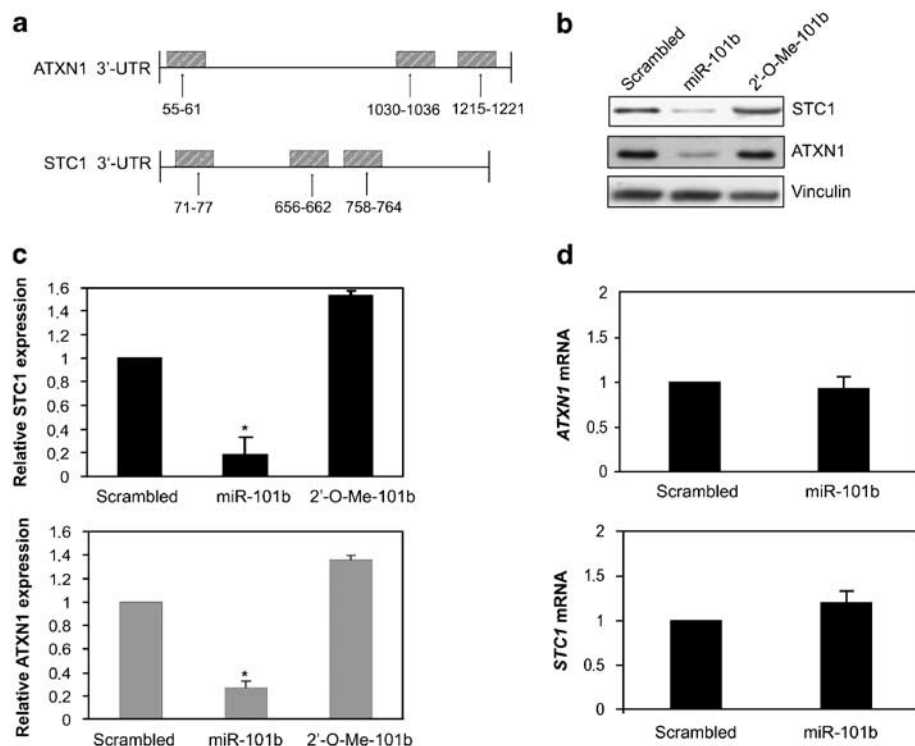 a
ATXN1 3'-UTR
55-61
1030-1036
1215-1221
STC1 3'-UTR
71-77
656-662
758-764
b
Scrambled
miR-101b
2'-O-Me-101b
STC1
ATXN1
Vinculin
c
Relative STC1 expression
1,6
1,4
1,2
1
0,8
0,6
0,4
0,2
0
*
Scrambled miR-101b 2'-O-Me-101b
Relative ATXN1 expression
1.6
1.4
1.2
1
0.8
0.6
0.4
0.2
0
*
Scrambled miR-101b 2'-O-Me-101b
d
ATXN1 mRNA
2
1.5
1
0.5
0
Scrambled miR-101b
STC1 mRNA
2
1.5
1
0.5
0
Scrambled miR-101b